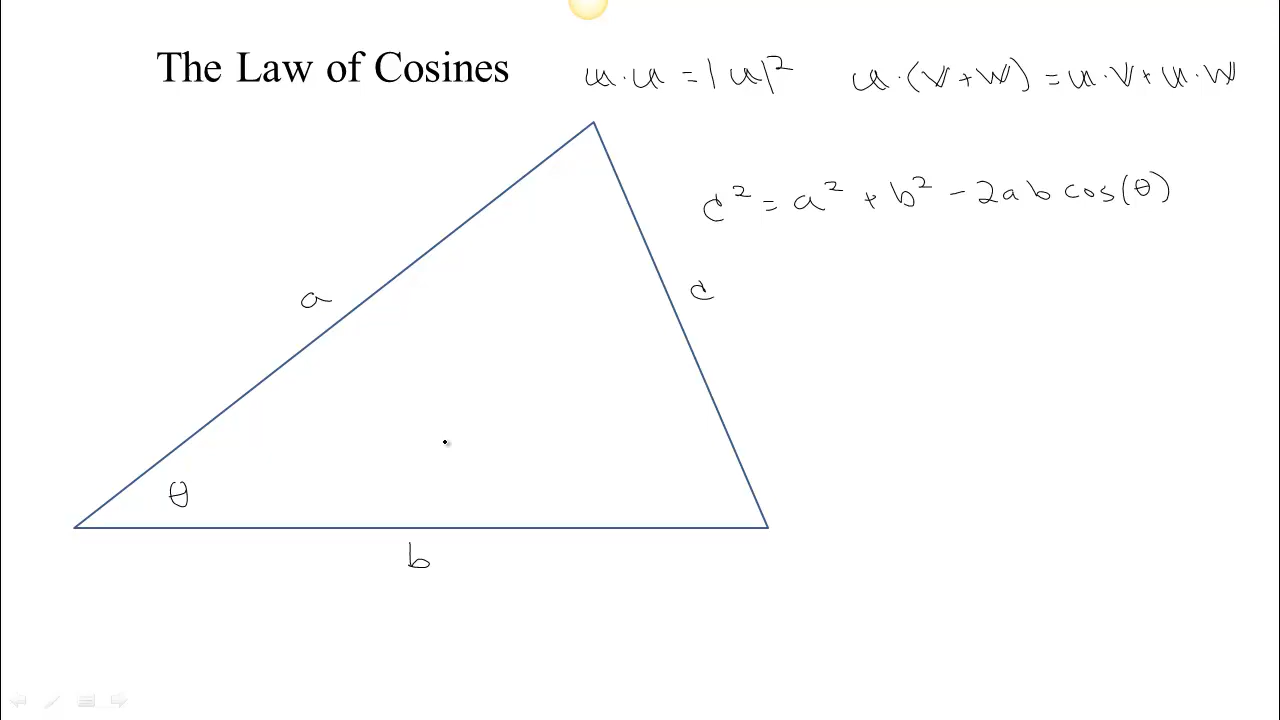 The Law of Cosines
u·u = |u|² u·(v+w) = u·v + u·w
c² = a² + b² − 2ab cos(θ)
a
c
θ
b